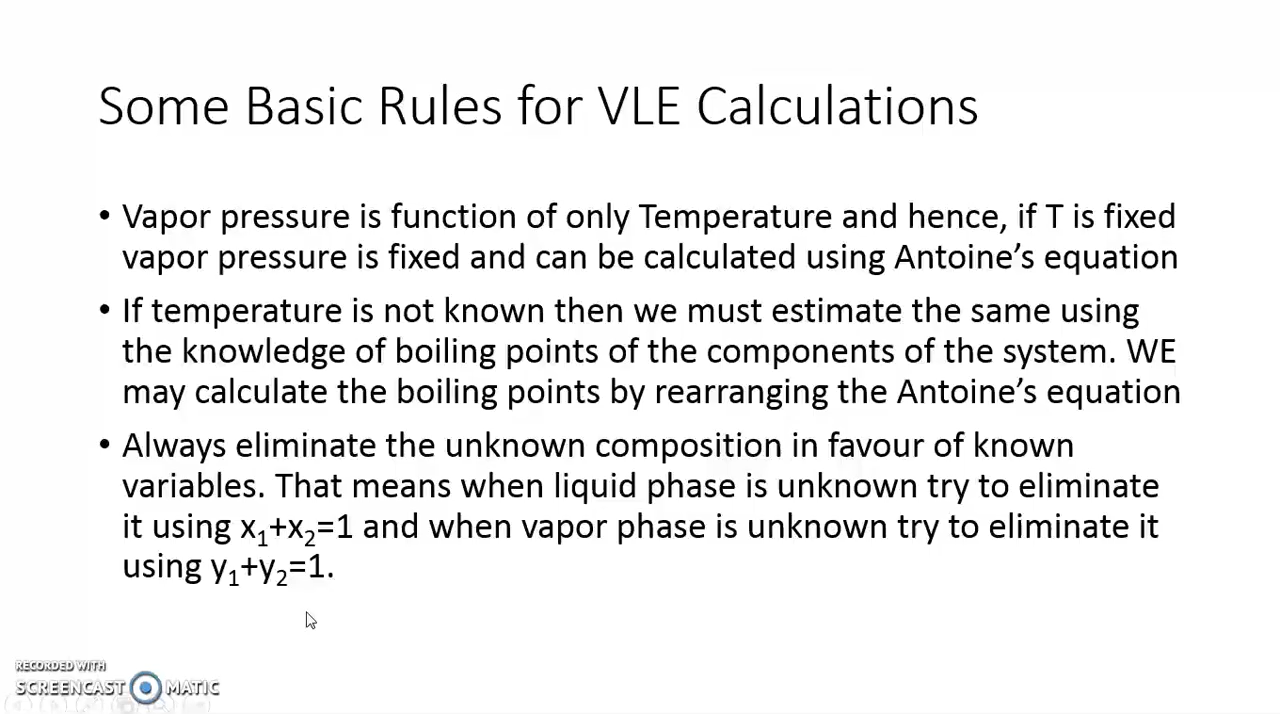 Some Basic Rules for VLE Calculations
• Vapor pressure is function of only Temperature and hence, if T is fixed
vapor pressure is fixed and can be calculated using Antoine’s equation
• If temperature is not known then we must estimate the same using
the knowledge of boiling points of the components of the system. WE
may calculate the boiling points by rearranging the Antoine’s equation
• Always eliminate the unknown composition in favour of known
variables. That means when liquid phase is unknown try to eliminate
it using x₁+x₂=1 and when vapor phase is unknown try to eliminate it
using y₁+y₂=1.
RECORDED WITH
SCREENCAST MATIC